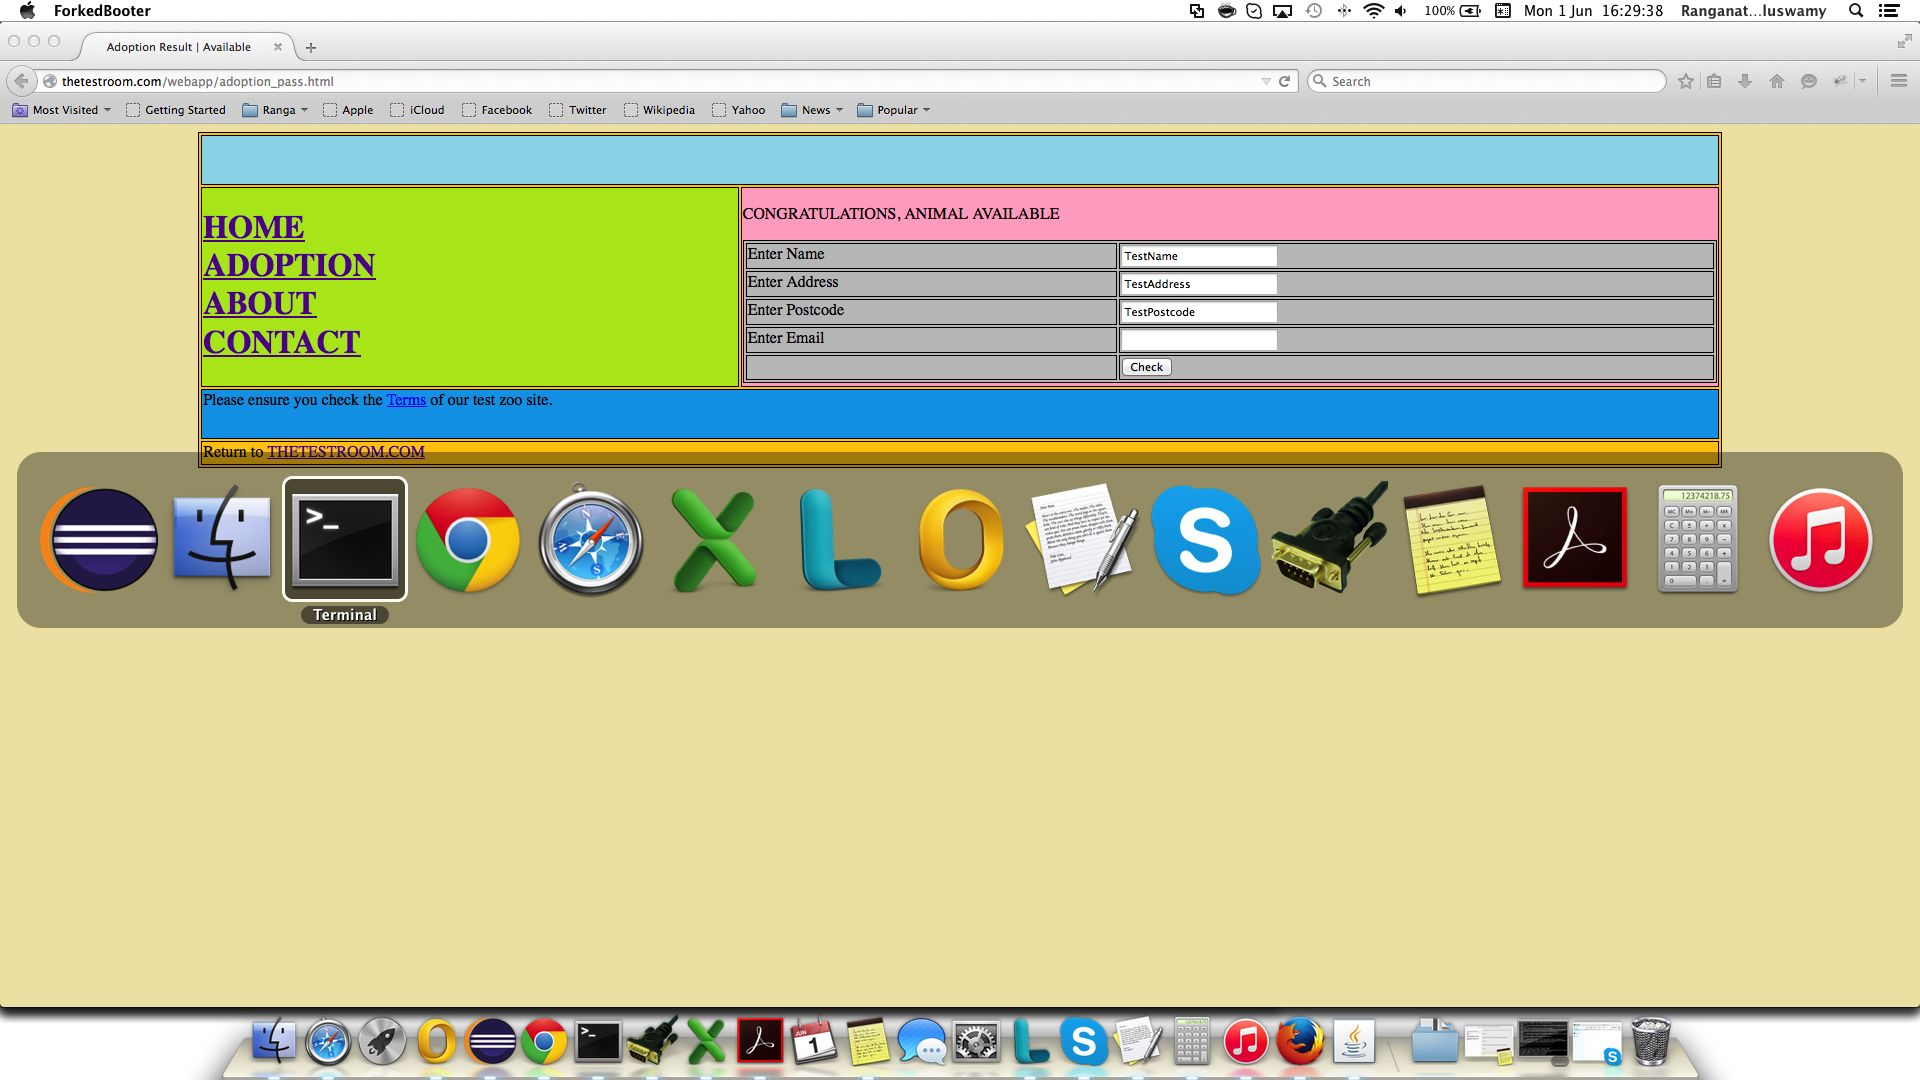 ForkedBooter
100%
Mon 1 Jun 16:29:38
Ranganat...luswamy
Adoption Result | Available
thetestroom.com/webapp/adoption_pass.html
Search
Most Visited
Getting Started
Ranga
Apple
iCloud
Facebook
Twitter
Wikipedia
Yahoo
News
Popular
HOME
ADOPTION
ABOUT
CONTACT
CONGRATULATIONS, ANIMAL AVAILABLE
Enter Name
TestName
Enter Address
TestAddress
Enter Postcode
TestPostcode
Enter Email
Check
Please ensure you check the Terms of our test zoo site.
Return to THETESTROOM.COM
12374218.75
Terminal
JUN
1